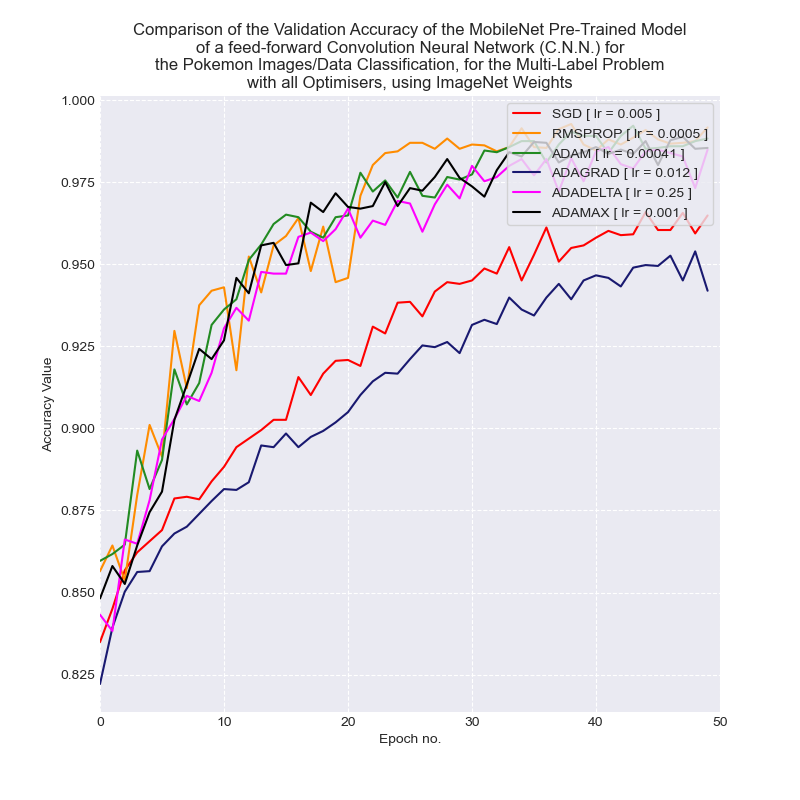 Comparison of the Validation Accuracy of the MobileNet Pre-Trained Model
of a feed-forward Convolution Neural Network (C.N.N.) for
the Pokemon Images/Data Classification, for the Multi-Label Problem
with all Optimisers, using ImageNet Weights
SGD [ lr = 0.005 ]
RMSPROP [ lr = 0.0005 ]
ADAM [ lr = 0.00041 ]
ADAGRAD [ lr = 0.012 ]
ADADELTA [ lr = 0.25 ]
ADAMAX [ lr = 0.001 ]
1.000
0.975
0.950
0.925
0.900
0.875
0.850
0.825
Accuracy Value
0 10 20 30 40 50
Epoch no.